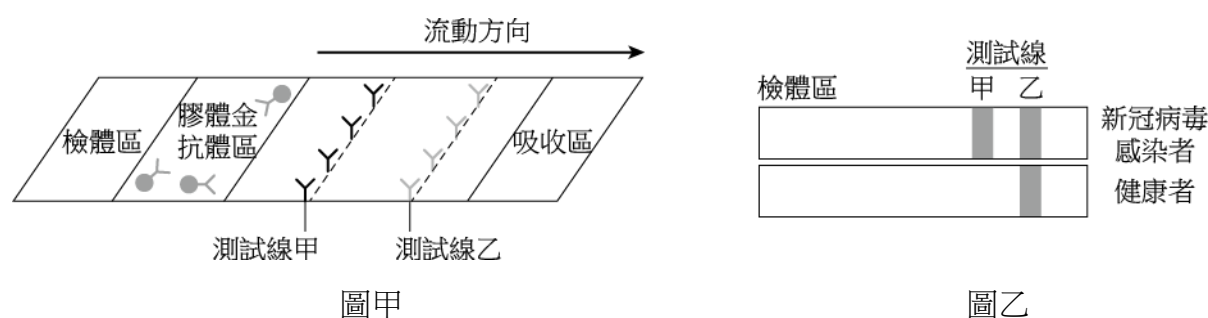 流動方向
檢體區
膠體金
抗體區
吸收區
測試線甲
測試線乙
圖甲
測試線
檢體區
甲
乙
新冠病毒
感染者
健康者
圖乙